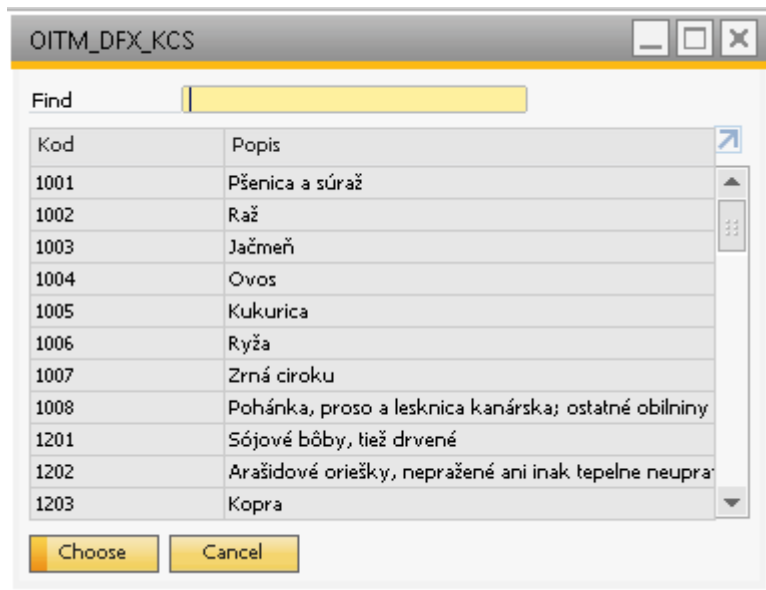 OITM_DFX_KCS
Find
Kod Popis
1001 Pšenica a súraž
1002 Raž
1003 Jačmeň
1004 Ovos
1005 Kukurica
1006 Ryža
1007 Zrná ciroku
1008 Pohánka, proso a lesknica kanárska; ostatné obilniny
1201 Sójové bôby, tiež drvené
1202 Arašidové oriešky, nepražené ani inak tepelne neupra
1203 Kopra
Choose Cancel